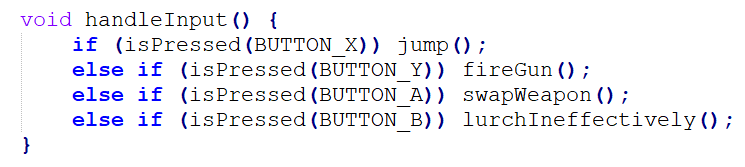 void handleInput() {
    if (isPressed(BUTTON_X)) jump();
    else if (isPressed(BUTTON_Y)) fireGun();
    else if (isPressed(BUTTON_A)) swapWeapon();
    else if (isPressed(BUTTON_B)) lurchIneffectively();
}